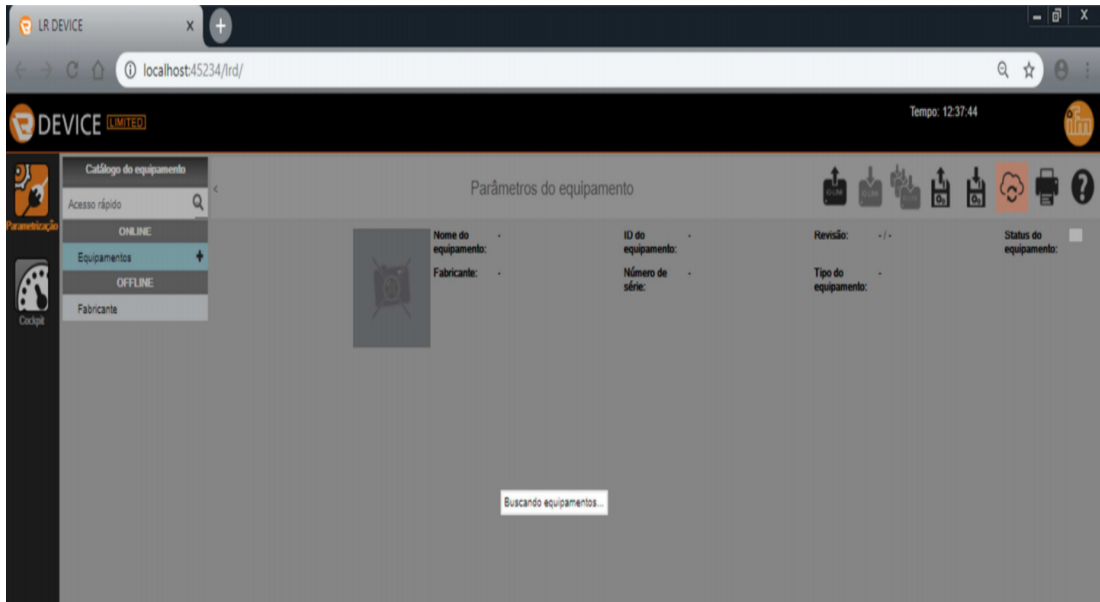 LR DEVICE
localhost:45234/lrd/
DEVICE LIMITED
Tempo: 12:37:44
ifm
Catálogo do equipamento
Parâmetros do equipamento
Acesso rápido
Parametrização
ONLINE
Equipamentos
OFFLINE
Fabricante
Cockpit
Nome do equipamento: -
ID do equipamento: -
Revisão: - / -
Status do equipamento:
Fabricante: -
Número de série: -
Tipo do equipamento: -
Buscando equipamentos...